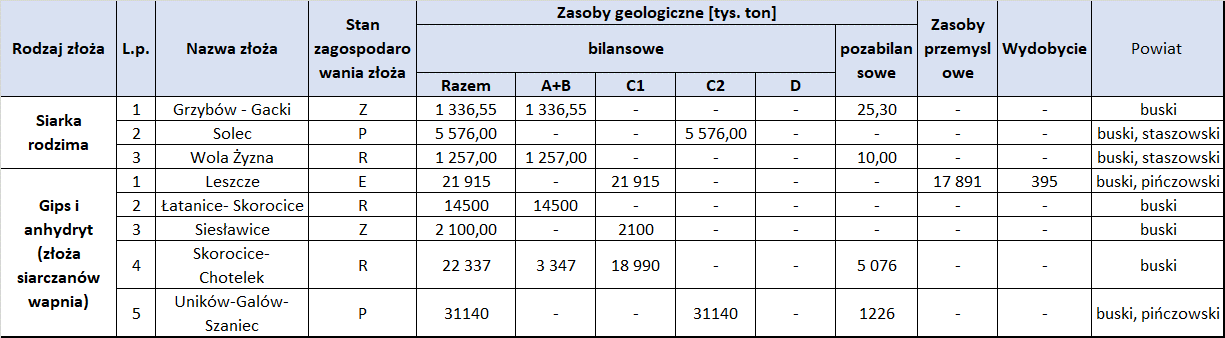 Rodzaj złoża L.p. Nazwa złoża Stan zagospodaro wania złoża Zasoby geologiczne [tys. ton] Zasoby przemysł owe Wydobycie Powiat
bilansowe pozabilan sowe
Razem A+B C1 C2 D
Siarka rodzima
1 Grzybów - Gacki Z 1 336,55 1 336,55 - - - 25,30 - - buski
2 Solec P 5 576,00 - - 5 576,00 - - - - buski, staszowski
3 Wola Żyzna R 1 257,00 1 257,00 - - - 10,00 - - buski, staszowski
Gips i anhydryt (złoża siarczanów wapnia)
1 Leszcze E 21 915 - 21 915 - - - 17 891 395 buski, pińczowski
2 Łatanice- Skorocice R 14500 14500 - - - - - - buski
3 Siesławice Z 2 100,00 - 2100 - - - - - buski
4 Skorocice- Chotelek R 22 337 3 347 18 990 - - 5 076 - - buski
5 Uników-Galów- Szaniec P 31140 - - 31140 - 1226 - - buski, pińczowski